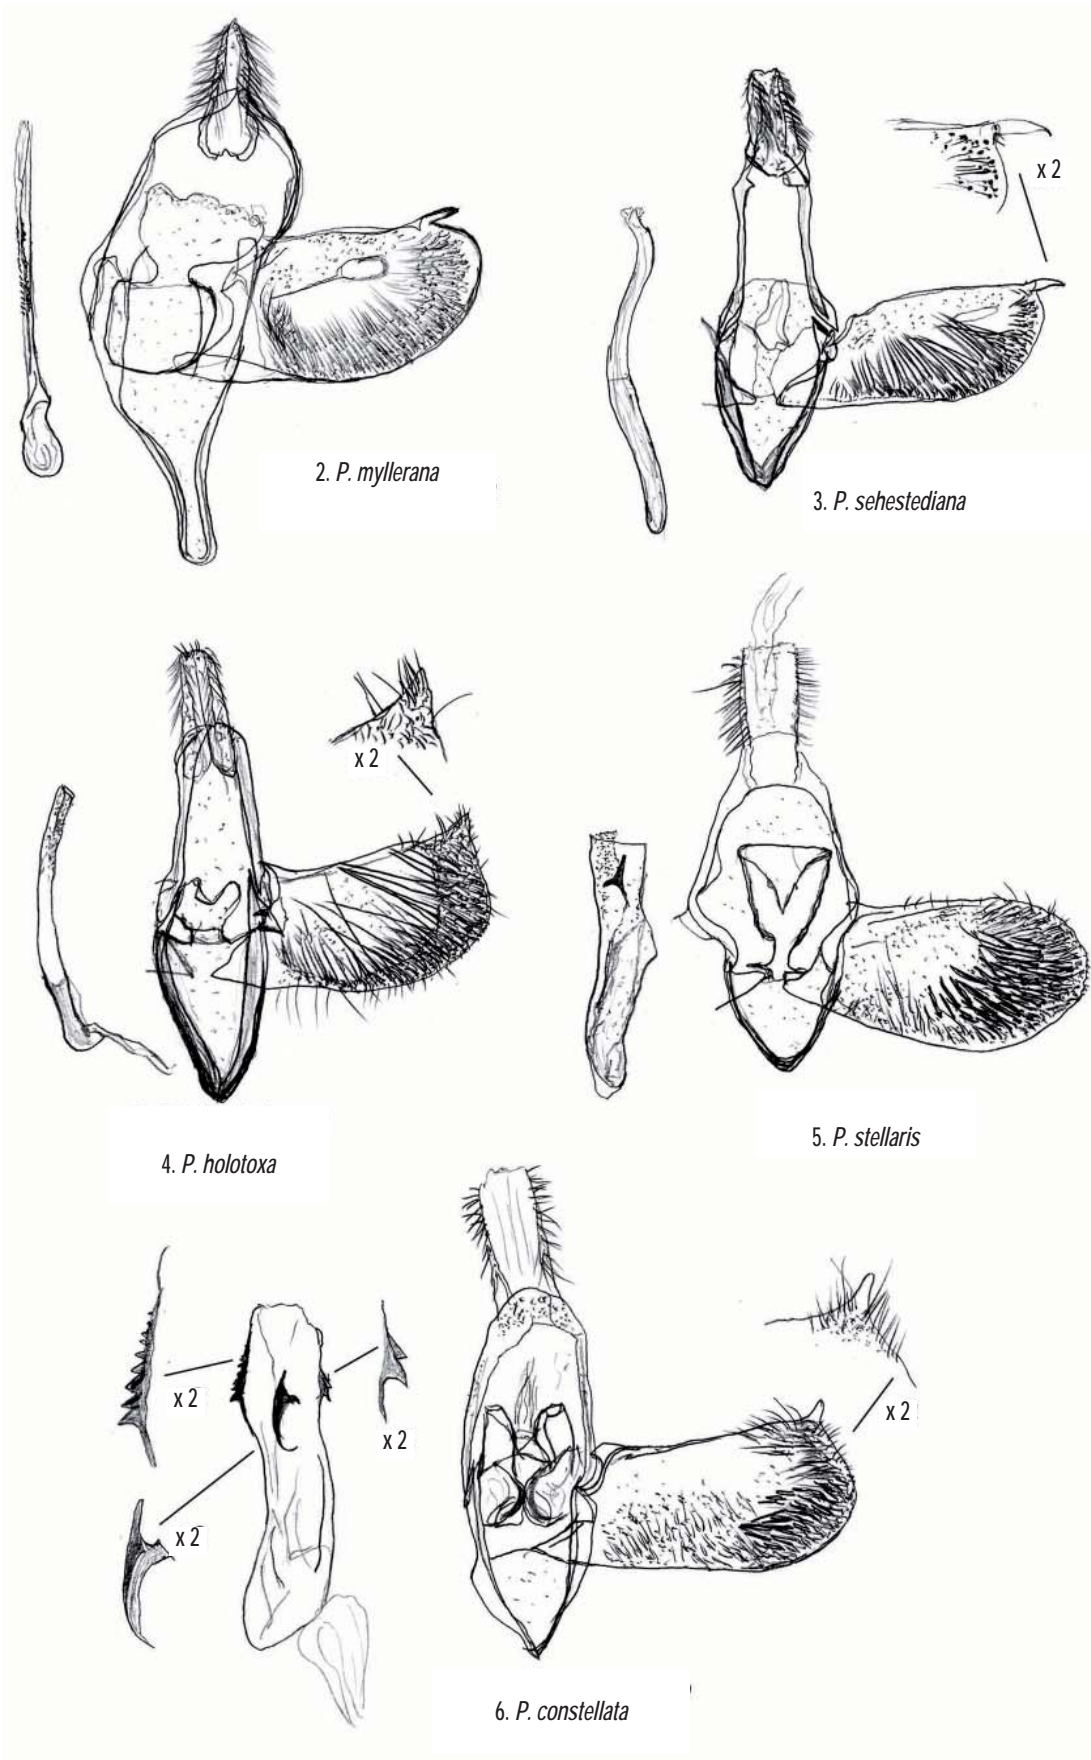 x 2
2. P. myllerana
3. P. sehestediana
x 2
4. P. holotoxa
5. P. stellaris
x 2
x 2
x 2
x 2
6. P. constellata